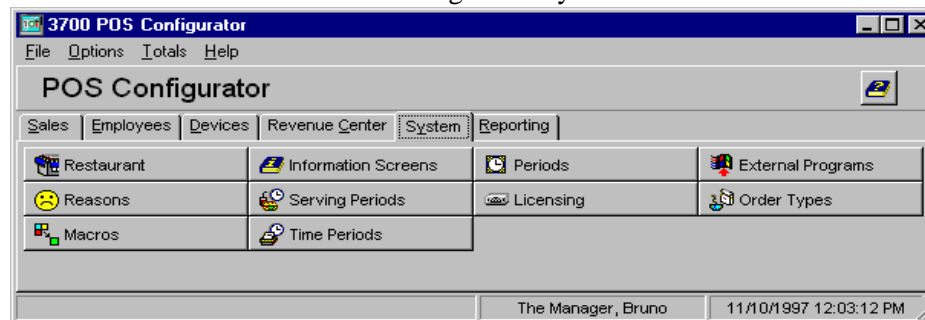 3700 POS Configurator
File Options Totals Help
POS Configurator
Sales Employees Devices Revenue Center System Reporting
Restaurant Information Screens Periods External Programs
Reasons Serving Periods Licensing Order Types
Macros Time Periods
The Manager, Bruno 11/10/1997 12:03:12 PM